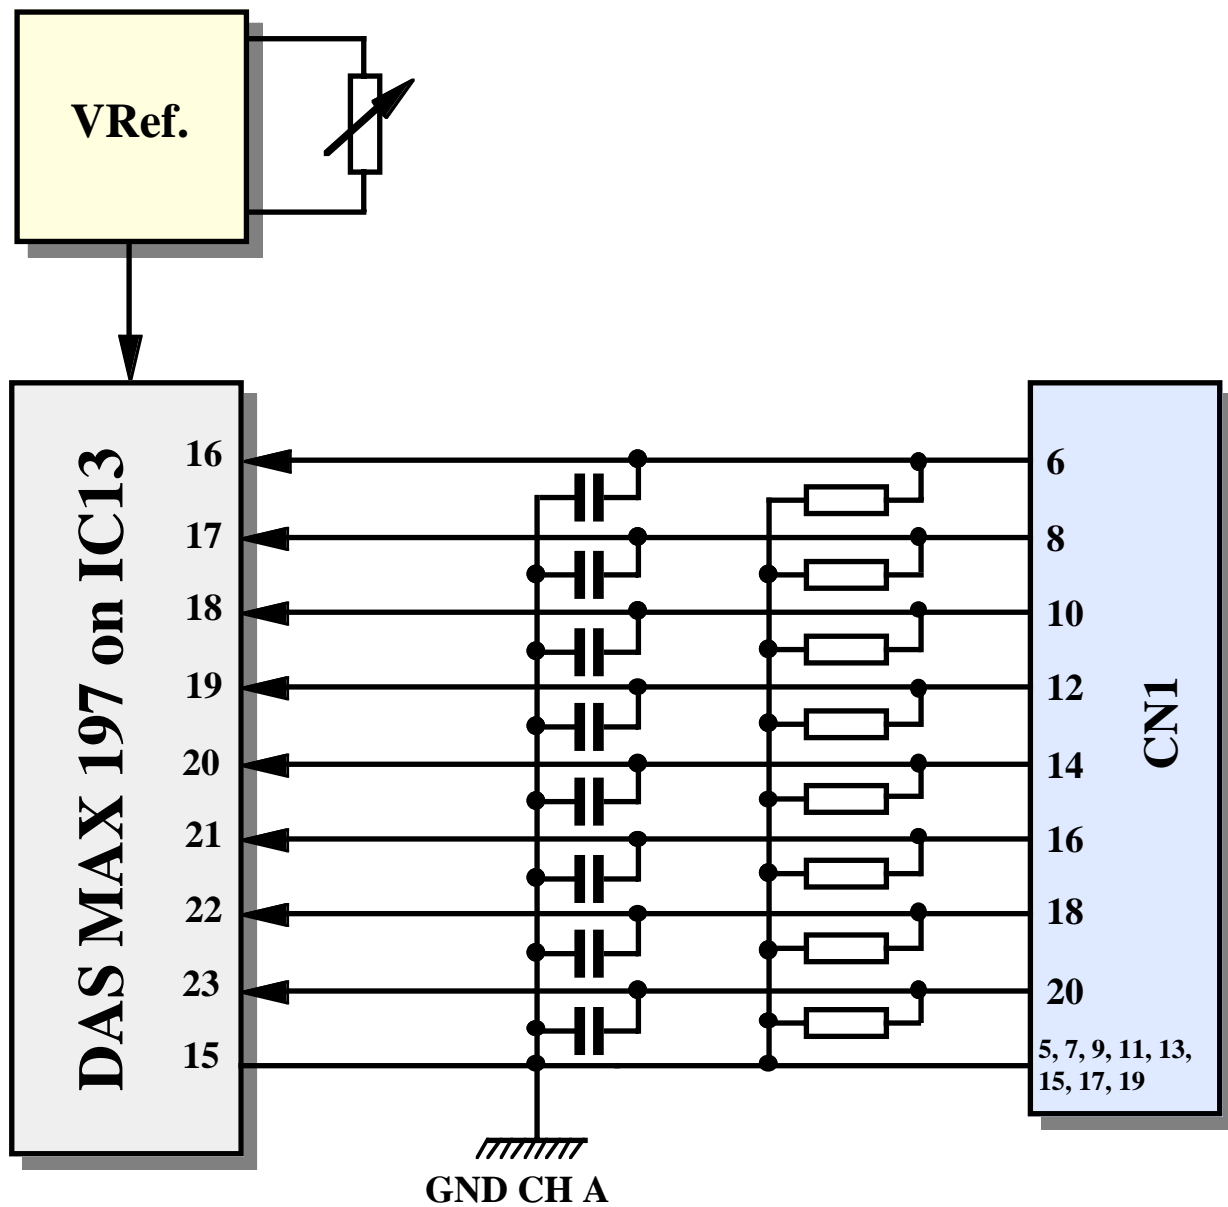 VRef.
DAS MAX 197 on IC13
16
17
18
19
20
21
22
23
15
6
8
10
12
14
16
18
20
5, 7, 9, 11, 13,
15, 17, 19
CN1
GND CH A